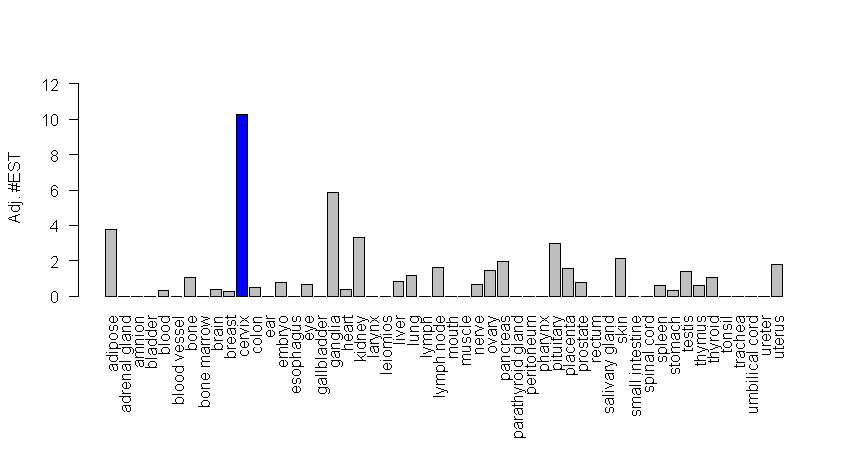 Adj. #EST
12
10
8
6
4
2
0
adipose
adrenal gland
amnion
bladder
blood
blood vessel
bone
bone marrow
brain
breast
cervix
colon
ear
embryo
esophagus
eye
gallbladder
ganglia
heart
kidney
larynx
leiomios
liver
lung
lymph
lymph node
mouth
muscle
nerve
ovary
pancreas
parathyroid gland
peritoneum
pharynx
pituitary
placenta
prostate
rectum
salivary gland
skin
small intestine
spinal cord
spleen
stomach
testis
thymus
thyroid
tonsil
trachea
umbilical cord
ureter
uterus